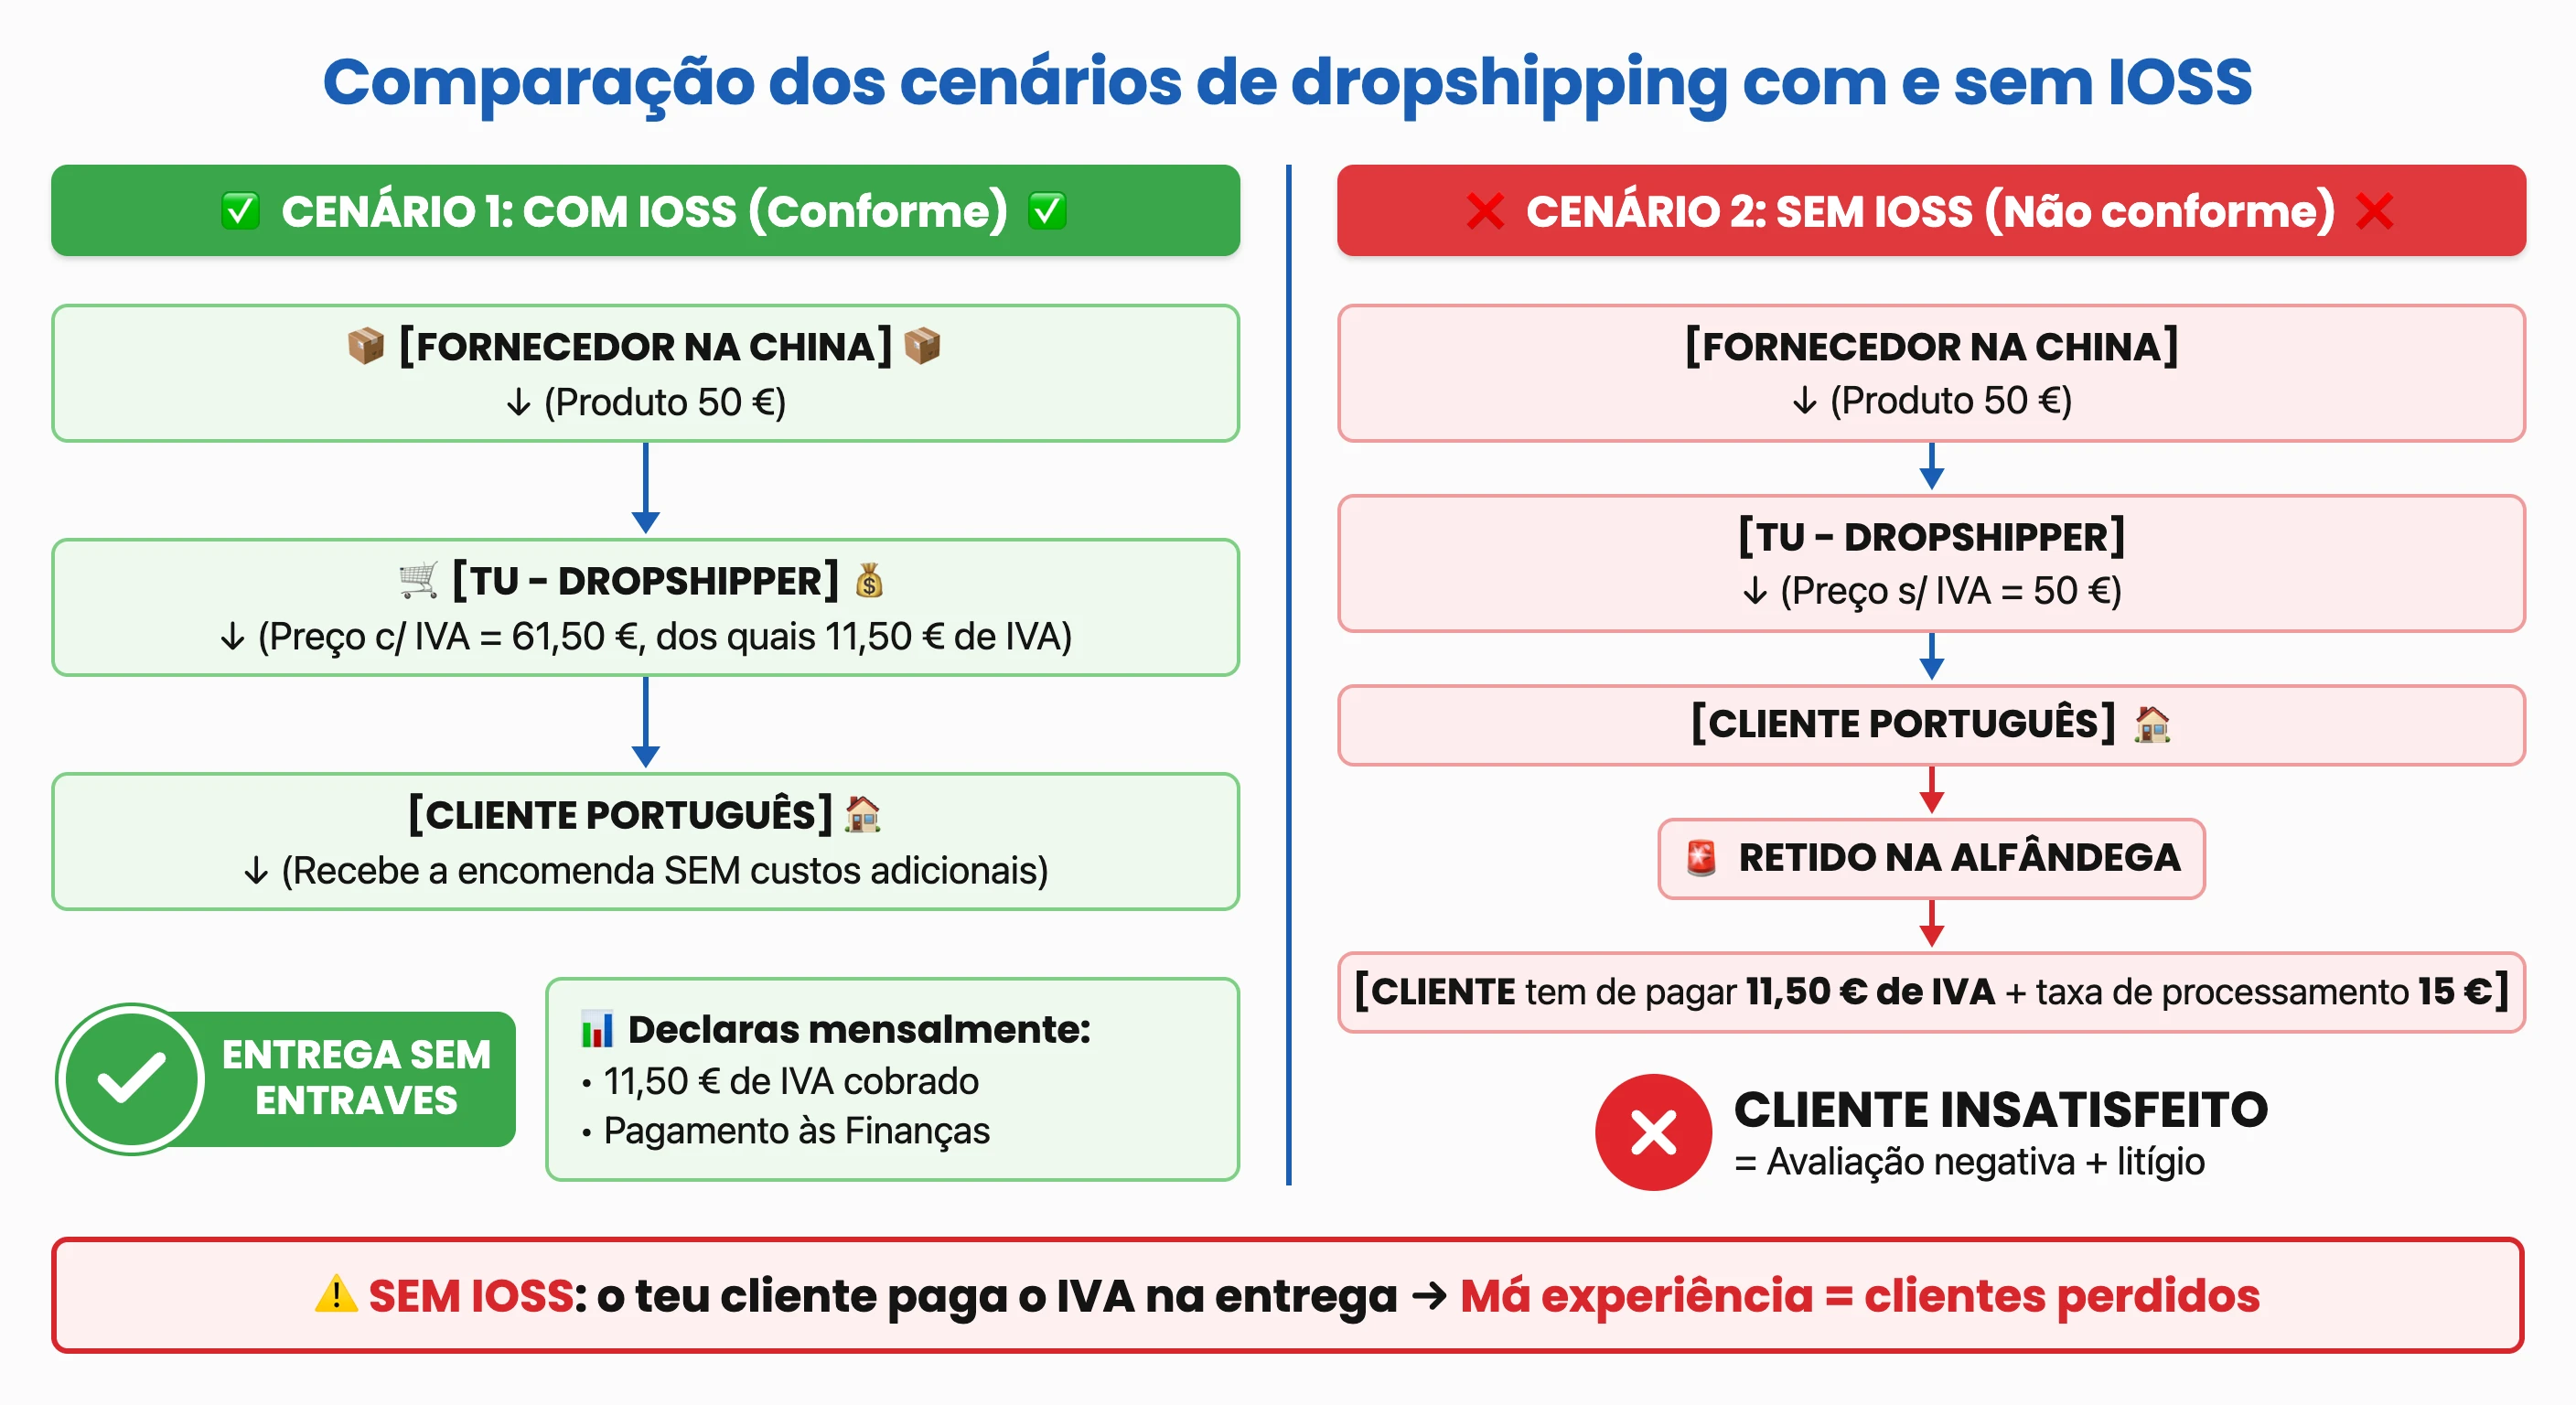 Comparação dos cenários de dropshipping com e sem IOSS
✅ CENÁRIO 1: COM IOSS (Conforme) ✅
📦 [FORNECEDOR NA CHINA] 📦
↓ (Produto 50 €)
🛒 [TU - DROPSHIPPER] 💰
↓ (Preço c/ IVA = 61,50 €, dos quais 11,50 € de IVA)
[CLIENTE PORTUGUÊS] 🏠
↓ (Recebe a encomenda SEM custos adicionais)
ENTREGA SEM
ENTRAVES
📊 Declaras mensalmente:
• 11,50 € de IVA cobrado
• Pagamento às Finanças
❌ CENÁRIO 2: SEM IOSS (Não conforme) ❌
[FORNECEDOR NA CHINA]
↓ (Produto 50 €)
[TU - DROPSHIPPER]
↓ (Preço s/ IVA = 50 €)
[CLIENTE PORTUGUÊS] 🏠
🚨 RETIDO NA ALFÂNDEGA
[CLIENTE tem de pagar 11,50 € de IVA + taxa de processamento 15 €]
CLIENTE INSATISFEITO
= Avaliação negativa + litígio
⚠️ SEM IOSS: o teu cliente paga o IVA na entrega → Má experiência = clientes perdidos